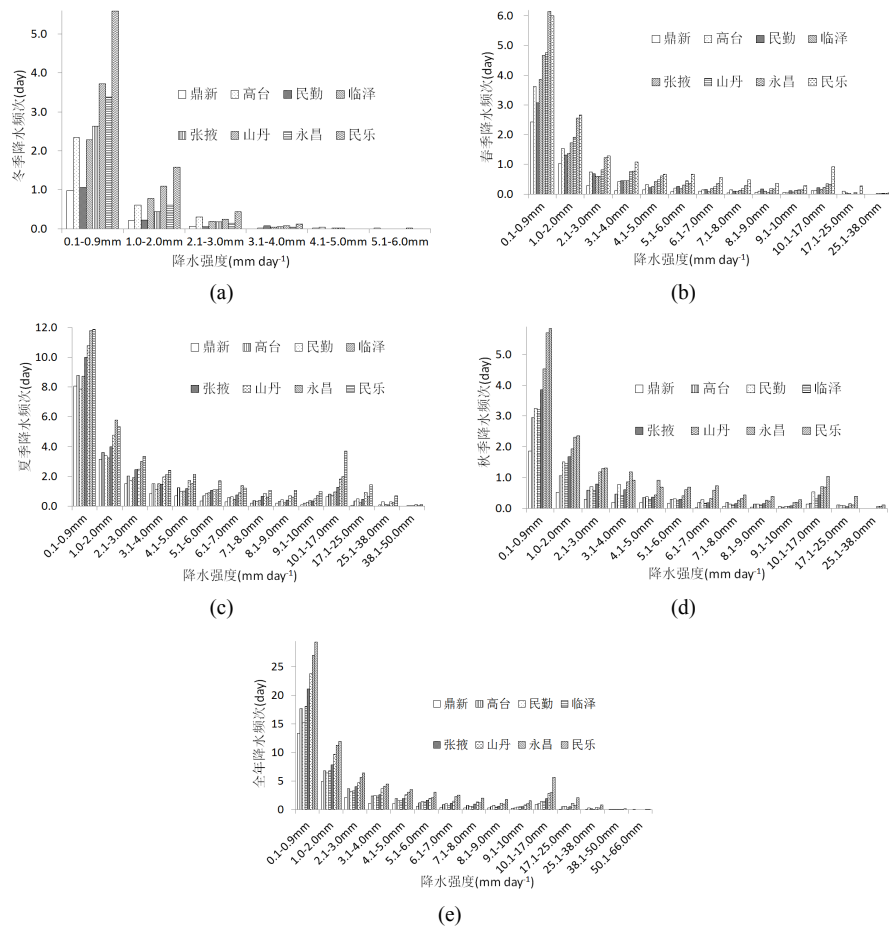 5.0
4.0
3.0
2.0
1.0
0.0
冬季降水频次(day)
鼎新 高台 民勤 临泽
张掖 山丹 永昌 民乐
0.1-0.9mm 1.0-2.0mm 2.1-3.0mm 3.1-4.0mm 4.1-5.0mm 5.1-6.0mm
降水强度(mm day-1)
(a)
6.0
5.0
4.0
3.0
2.0
1.0
0.0
春季降水频次(day)
鼎新 高台 民勤 临泽
张掖 山丹 永昌 民乐
0.1-0.9mm 1.0-2.0mm 2.1-3.0mm 3.1-4.0mm 4.1-5.0mm 5.1-6.0mm 6.1-7.0mm 7.1-8.0mm 8.1-9.0mm 9.1-10mm 10.1-17.0mm 17.1-25.0mm 25.1-38.0mm
降水强度(mm day-1)
(b)
12.0
10.0
8.0
6.0
4.0
2.0
0.0
夏季降水频次(day)
鼎新 高台 民勤 临泽
张掖 山丹 永昌 民乐
0.1-0.9mm 1.0-2.0mm 2.1-3.0mm 3.1-4.0mm 4.1-5.0mm 5.1-6.0mm 6.1-7.0mm 7.1-8.0mm 8.1-9.0mm 9.1-10mm 10.1-17.0mm 17.1-25.0mm 25.1-38.0mm 38.1-50.0mm
降水强度(mm day-1)
(c)
5.0
4.0
3.0
2.0
1.0
0.0
秋季降水频次(day)
鼎新 高台 民勤 临泽
张掖 山丹 永昌 民乐
0.1-0.9mm 1.0-2.0mm 2.1-3.0mm 3.1-4.0mm 4.1-5.0mm 5.1-6.0mm 6.1-7.0mm 7.1-8.0mm 8.1-9.0mm 9.1-10mm 10.1-17.0mm 17.1-25.0mm 25.1-38.0mm
降水强度(mm day-1)
(d)
25
20
15
10
5
0
全年降水频次(day)
鼎新 高台 民勤 临泽
张掖 山丹 永昌 民乐
0.1-0.9mm 1.0-2.0mm 2.1-3.0mm 3.1-4.0mm 4.1-5.0mm 5.1-6.0mm 6.1-7.0mm 7.1-8.0mm 8.1-9.0mm 9.1-10mm 10.1-17.0mm 17.1-25.0mm 25.1-38.0mm 38.1-50.0mm 50.1-66.0mm
降水强度(mm day-1)
(e)